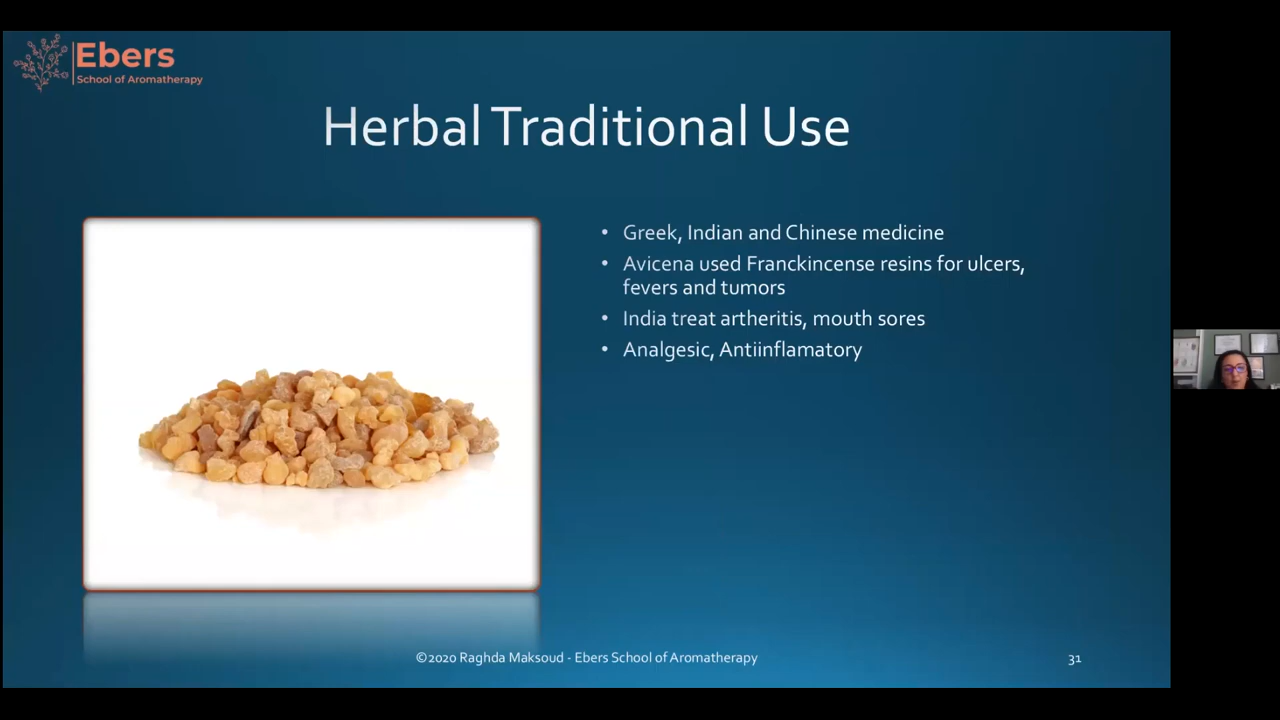 Ebers
School of Aromatherapy
Herbal Traditional Use
• Greek, Indian and Chinese medicine
• Avicena used Franckincense resins for ulcers,
fevers and tumors
• India treat artheritis, mouth sores
• Analgesic, Antiinflamatory
©2020 Raghda Maksoud - Ebers School of Aromatherapy
31